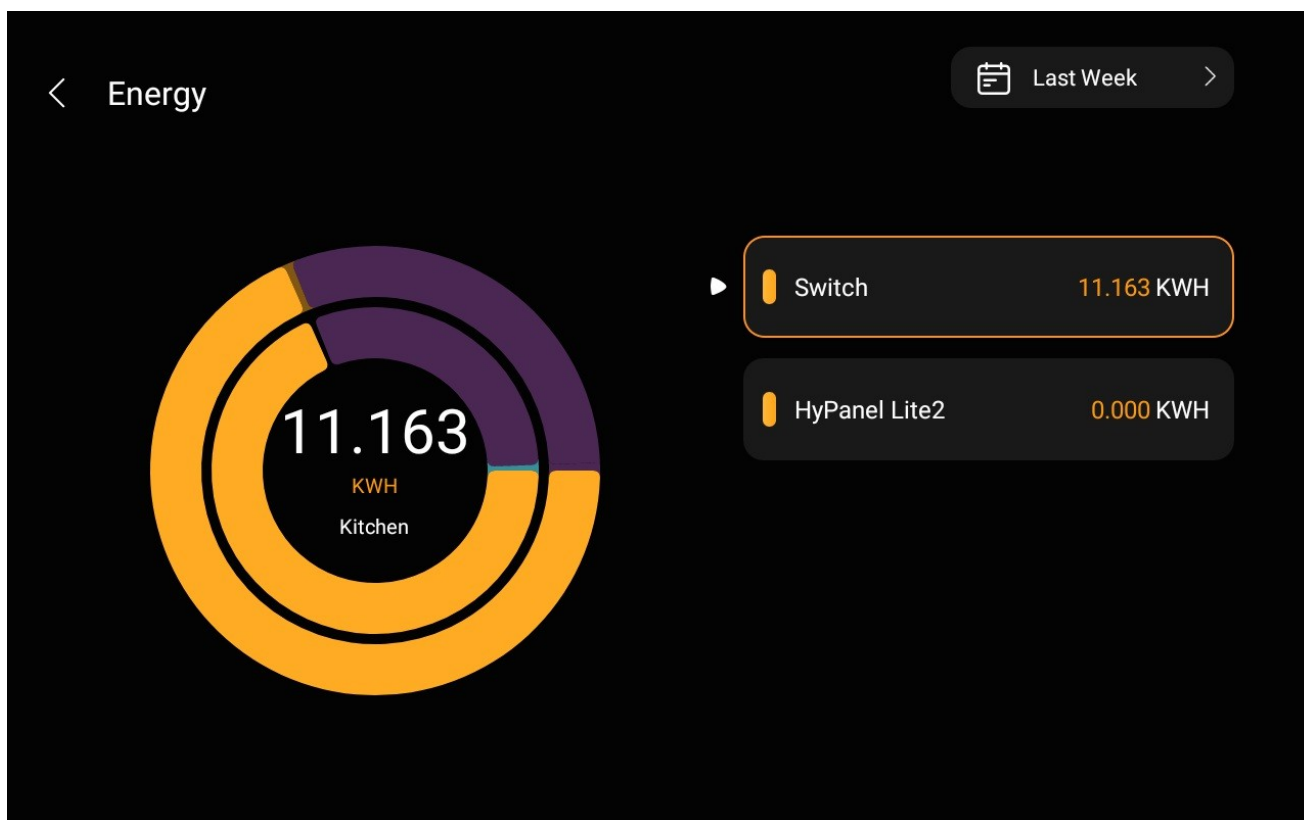 Energy
Last Week
11.163
KWH
Kitchen
Switch 11.163 KWH
HyPanel Lite2 0.000 KWH